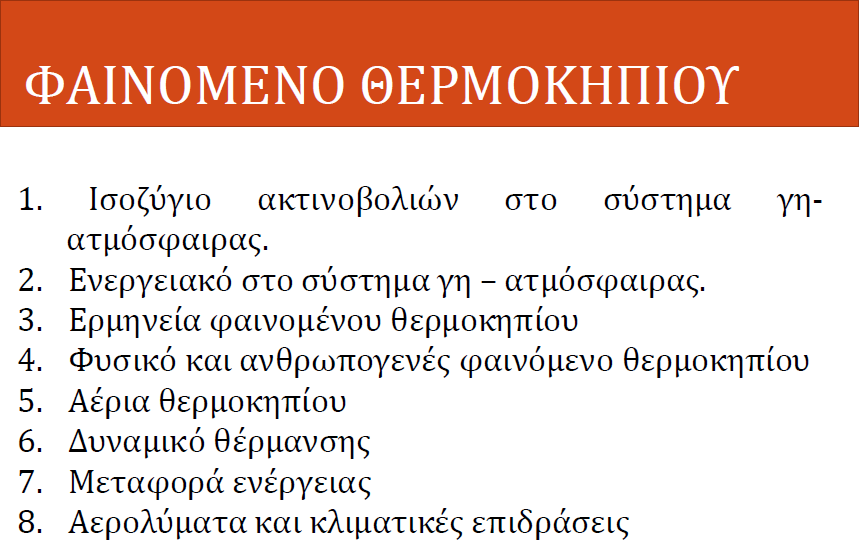 ΦΑΙΝΟΜΕΝΟ ΘΕΡΜΟΚΗΠΙΟΥ
1. Ισοζύγιο ακτινοβολιών στο σύστημα γη-
ατμόσφαιρας.
2. Ενεργειακό στο σύστημα γη – ατμόσφαιρας.
3. Ερμηνεία φαινομένου θερμοκηπίου
4. Φυσικό και ανθρωπογενές φαινόμενο θερμοκηπίου
5. Αέρια θερμοκηπίου
6. Δυναμικό θέρμανσης
7. Μεταφορά ενέργειας
8. Αερολύματα και κλιματικές επιδράσεις